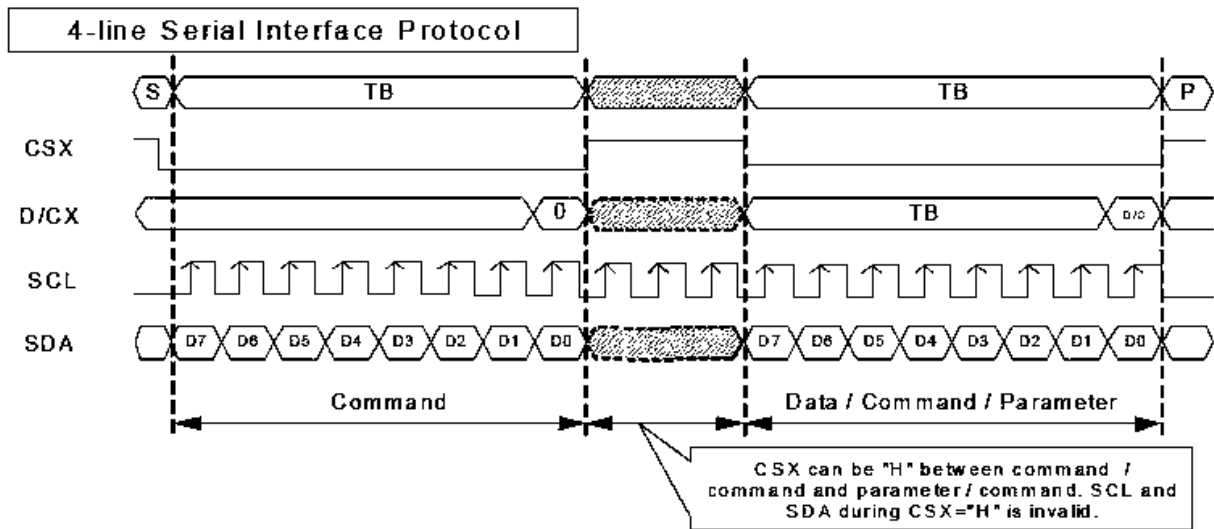 4-line Serial Interface Protocol
S TB TB P
CSX
D/CX 0 TB D/C
SCL
SDA D7 D6 D5 D4 D3 D2 D1 D0 D7 D6 D5 D4 D3 D2 D1 D0
Command Data / Command / Parameter
CSX can be "H" between command /
command and parameter / command. SCL and
SDA during CSX="H" is invalid.